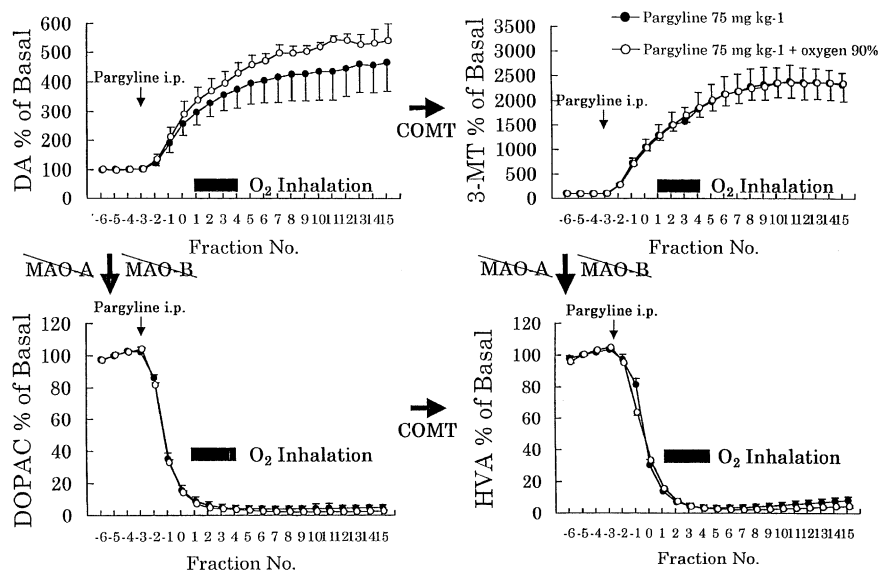 DA % of Basal
600
500
400
300
200
100
0
Pargyline i.p.
O2 Inhalation
-6-5-4-3-2-1 0 1 2 3 4 5 6 7 8 9 10 11 12 13 14 15
Fraction No.
COMT
Pargyline 75 mg kg-1
Pargyline 75 mg kg-1 + oxygen 90%
3-MT % of Basal
3500
3000
2500
2000
1500
1000
500
0
Pargyline i.p.
O2 Inhalation
-6-5-4-3-2-1 0 1 2 3 4 5 6 7 8 9 10 11 12 13 14 15
Fraction No.
MAO-A MAO-B
MAO-A MAO-B
DOPAC % of Basal
120
100
80
60
40
20
0
Pargyline i.p.
O2 Inhalation
-6-5-4-3-2-1 0 1 2 3 4 5 6 7 8 9 10 11 12 13 14 15
Fraction No.
COMT
HVA % of Basal
120
100
80
60
40
20
0
Pargyline i.p.
O2 Inhalation
-6-5-4-3-2-1 0 1 2 3 4 5 6 7 8 9 10 11 12 13 14 15
Fraction No.